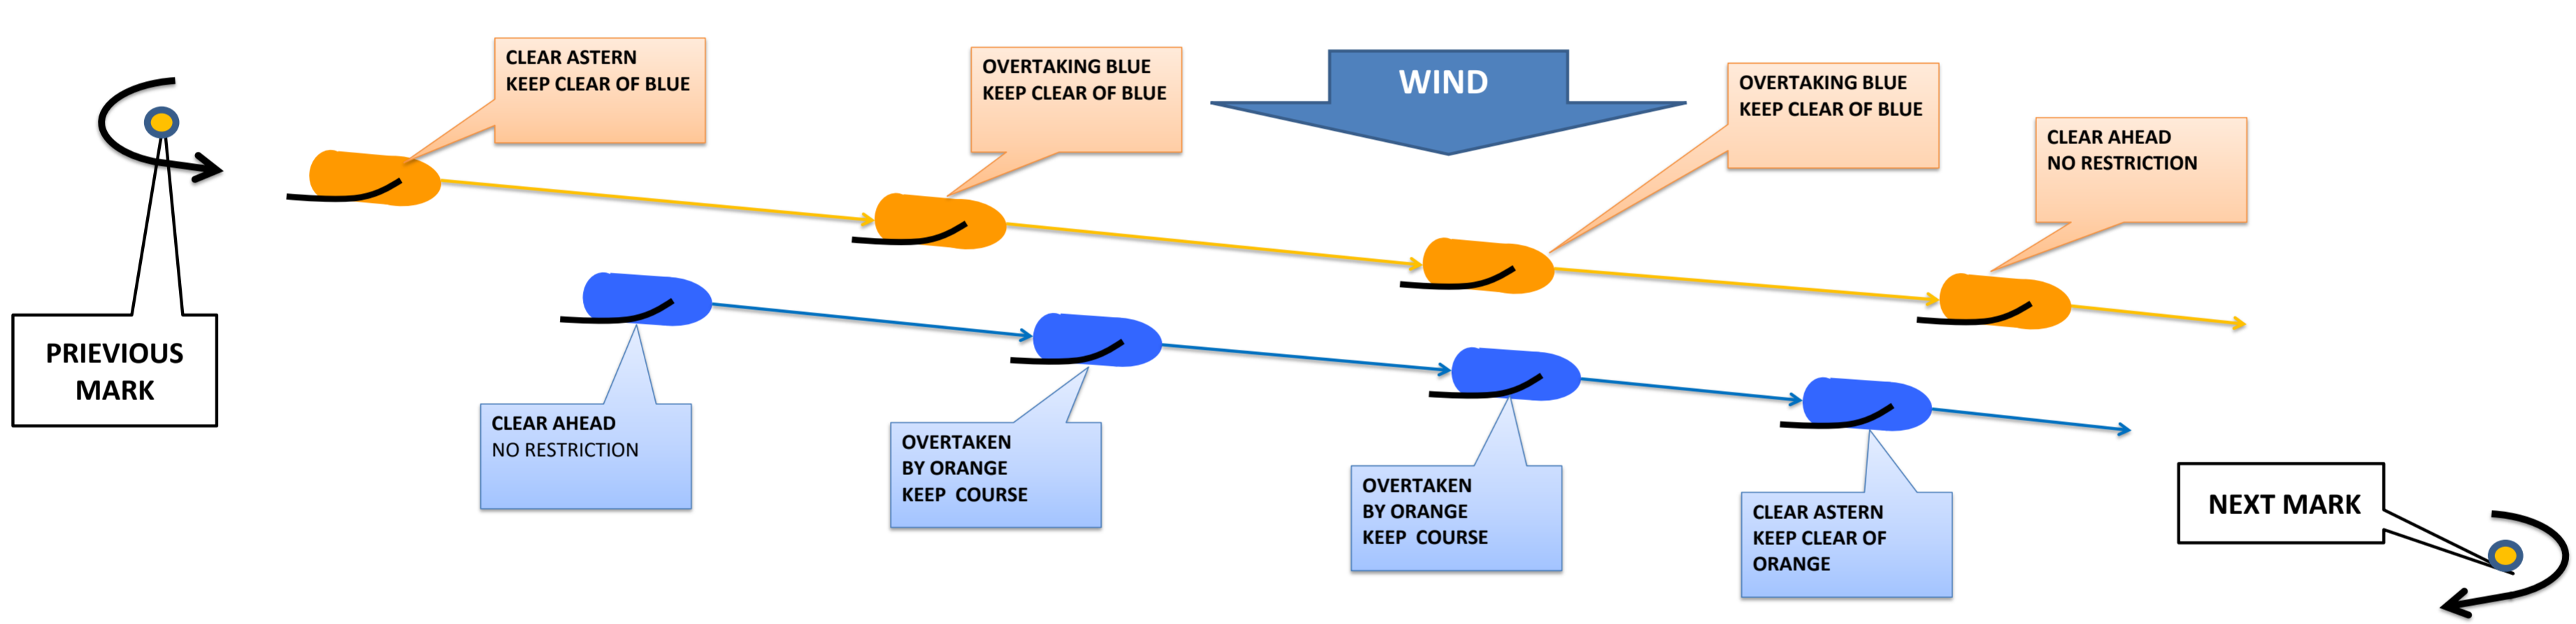 CLEAR ASTERN
KEEP CLEAR OF BLUE
OVERTAKING BLUE
KEEP CLEAR OF BLUE
WIND
OVERTAKING BLUE
KEEP CLEAR OF BLUE
CLEAR AHEAD
NO RESTRICTION
PRIEVIOUS
MARK
CLEAR AHEAD
NO RESTRICTION
OVERTAKEN
BY ORANGE
KEEP COURSE
OVERTAKEN
BY ORANGE
KEEP COURSE
CLEAR ASTERN
KEEP CLEAR OF
ORANGE
NEXT MARK